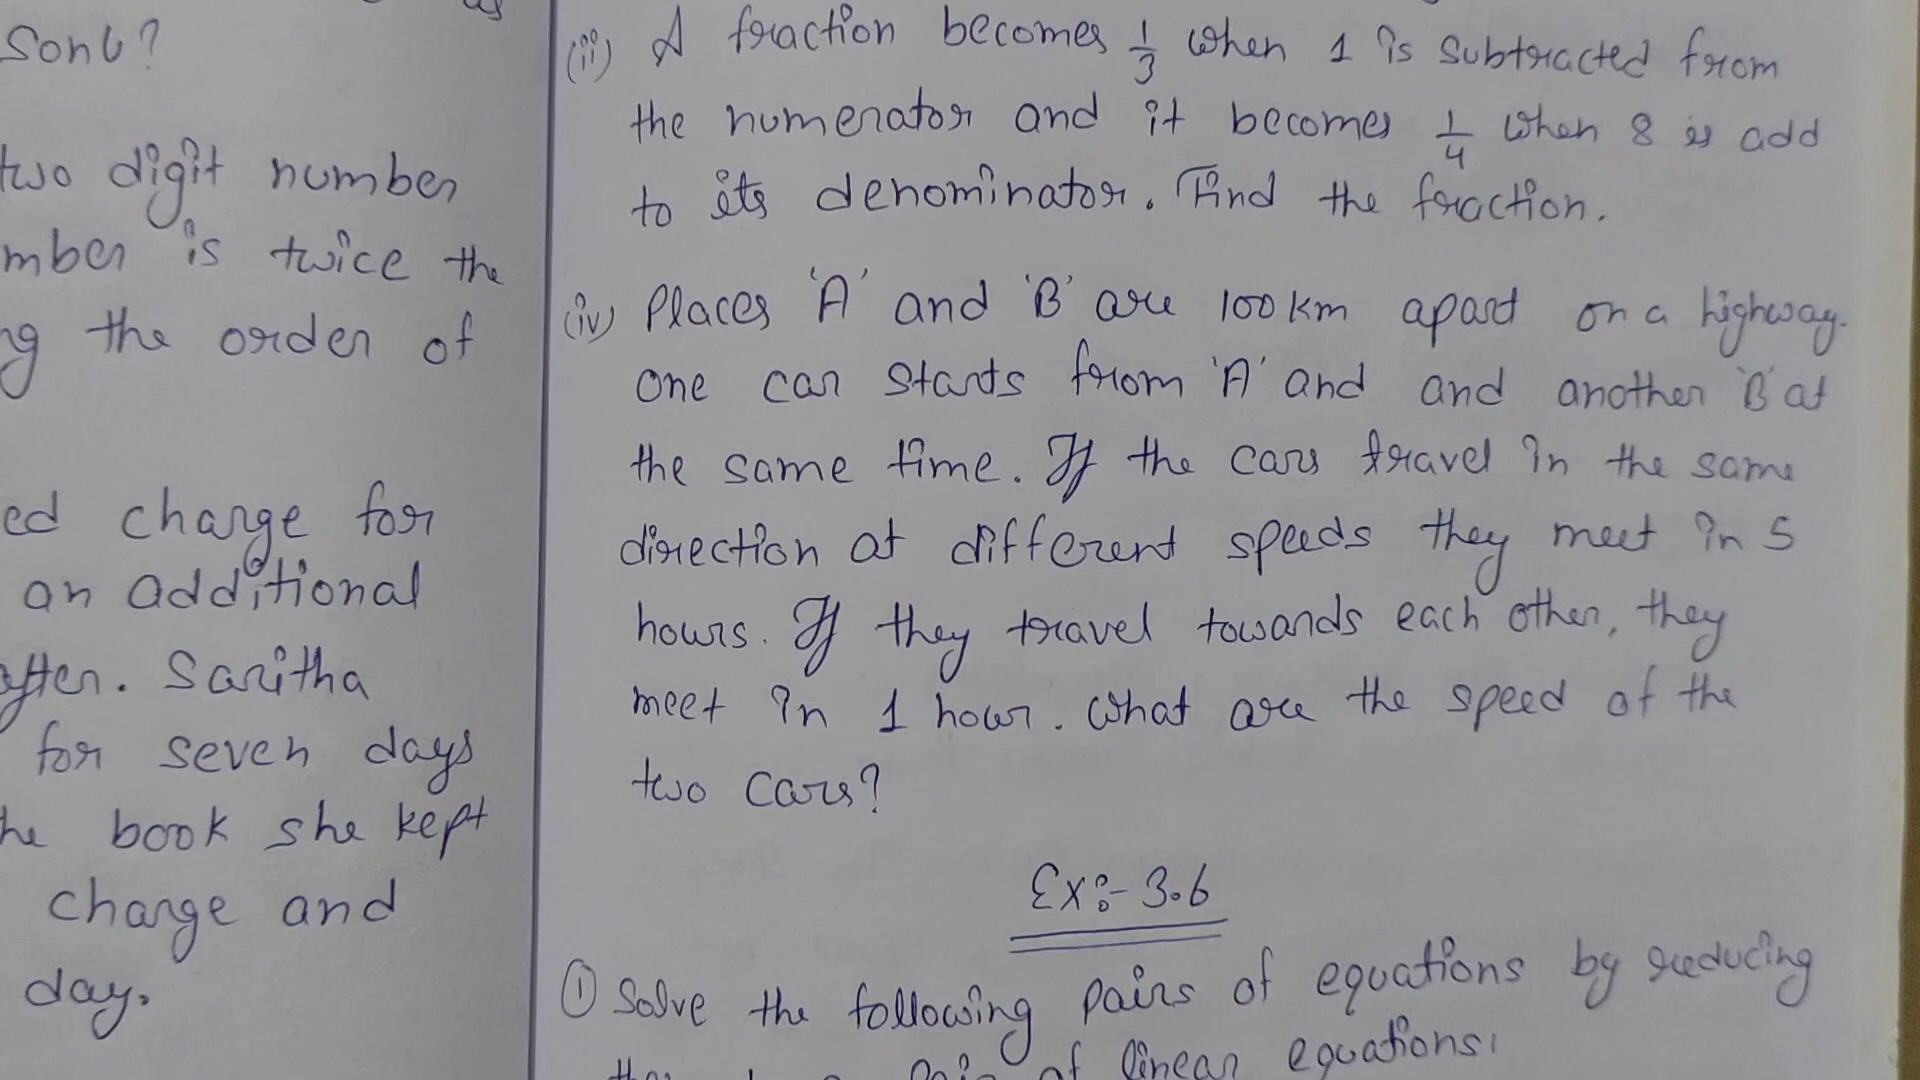 Sonu?
two digit number
mber is twice the
ng the order of
ed charge for
an additional
after. Saritha
for seven days
he book she kept
charge and
day.
(ii) A fraction becomes 1/3 when 1 is subtracted from
the numerator and it becomes 1/4 when 8 is add
to its denominator. Find the fraction.
(iv) Places 'A' and 'B' are 100 km apart on a highway.
one car starts from 'A' and and another 'B' at
the same time. If the cars travel in the same
direction at different speeds they meet in 5
hours. If they travel towards each other, they
meet in 1 hour. What are the speed of the
two cars?
Ex:- 3.6
① Solve the following pairs of equations by reducing
of linear equations: